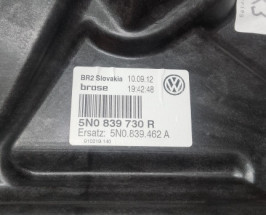 BR2 Slovakia 10.09.12
brose 19:42:48
5N0 839 730 R
Ersatz: 5N0.839.462 A